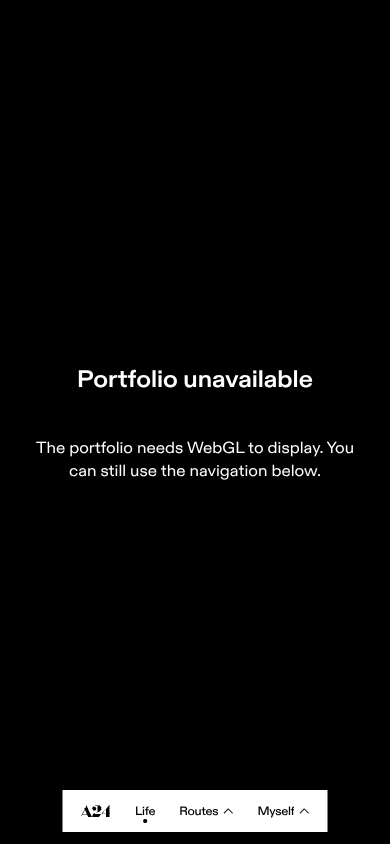 Portfolio unavailable
The portfolio needs WebGL to display. You
can still use the navigation below.
A24 Life Routes Myself